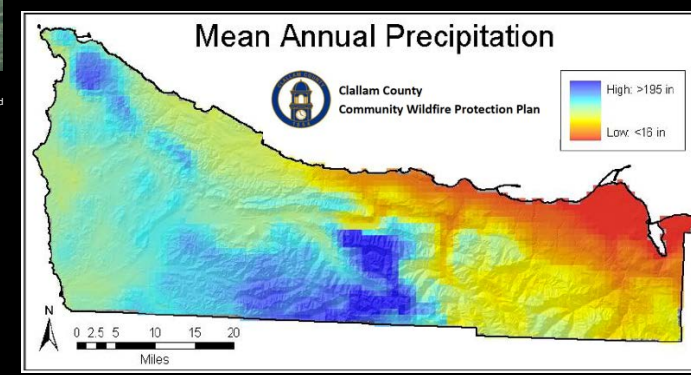 Mean Annual Precipitation
Clallam County
Community Wildfire Protection Plan
High: >195 in
Low: <16 in
N
0 2.5 5 10 15 20
Miles